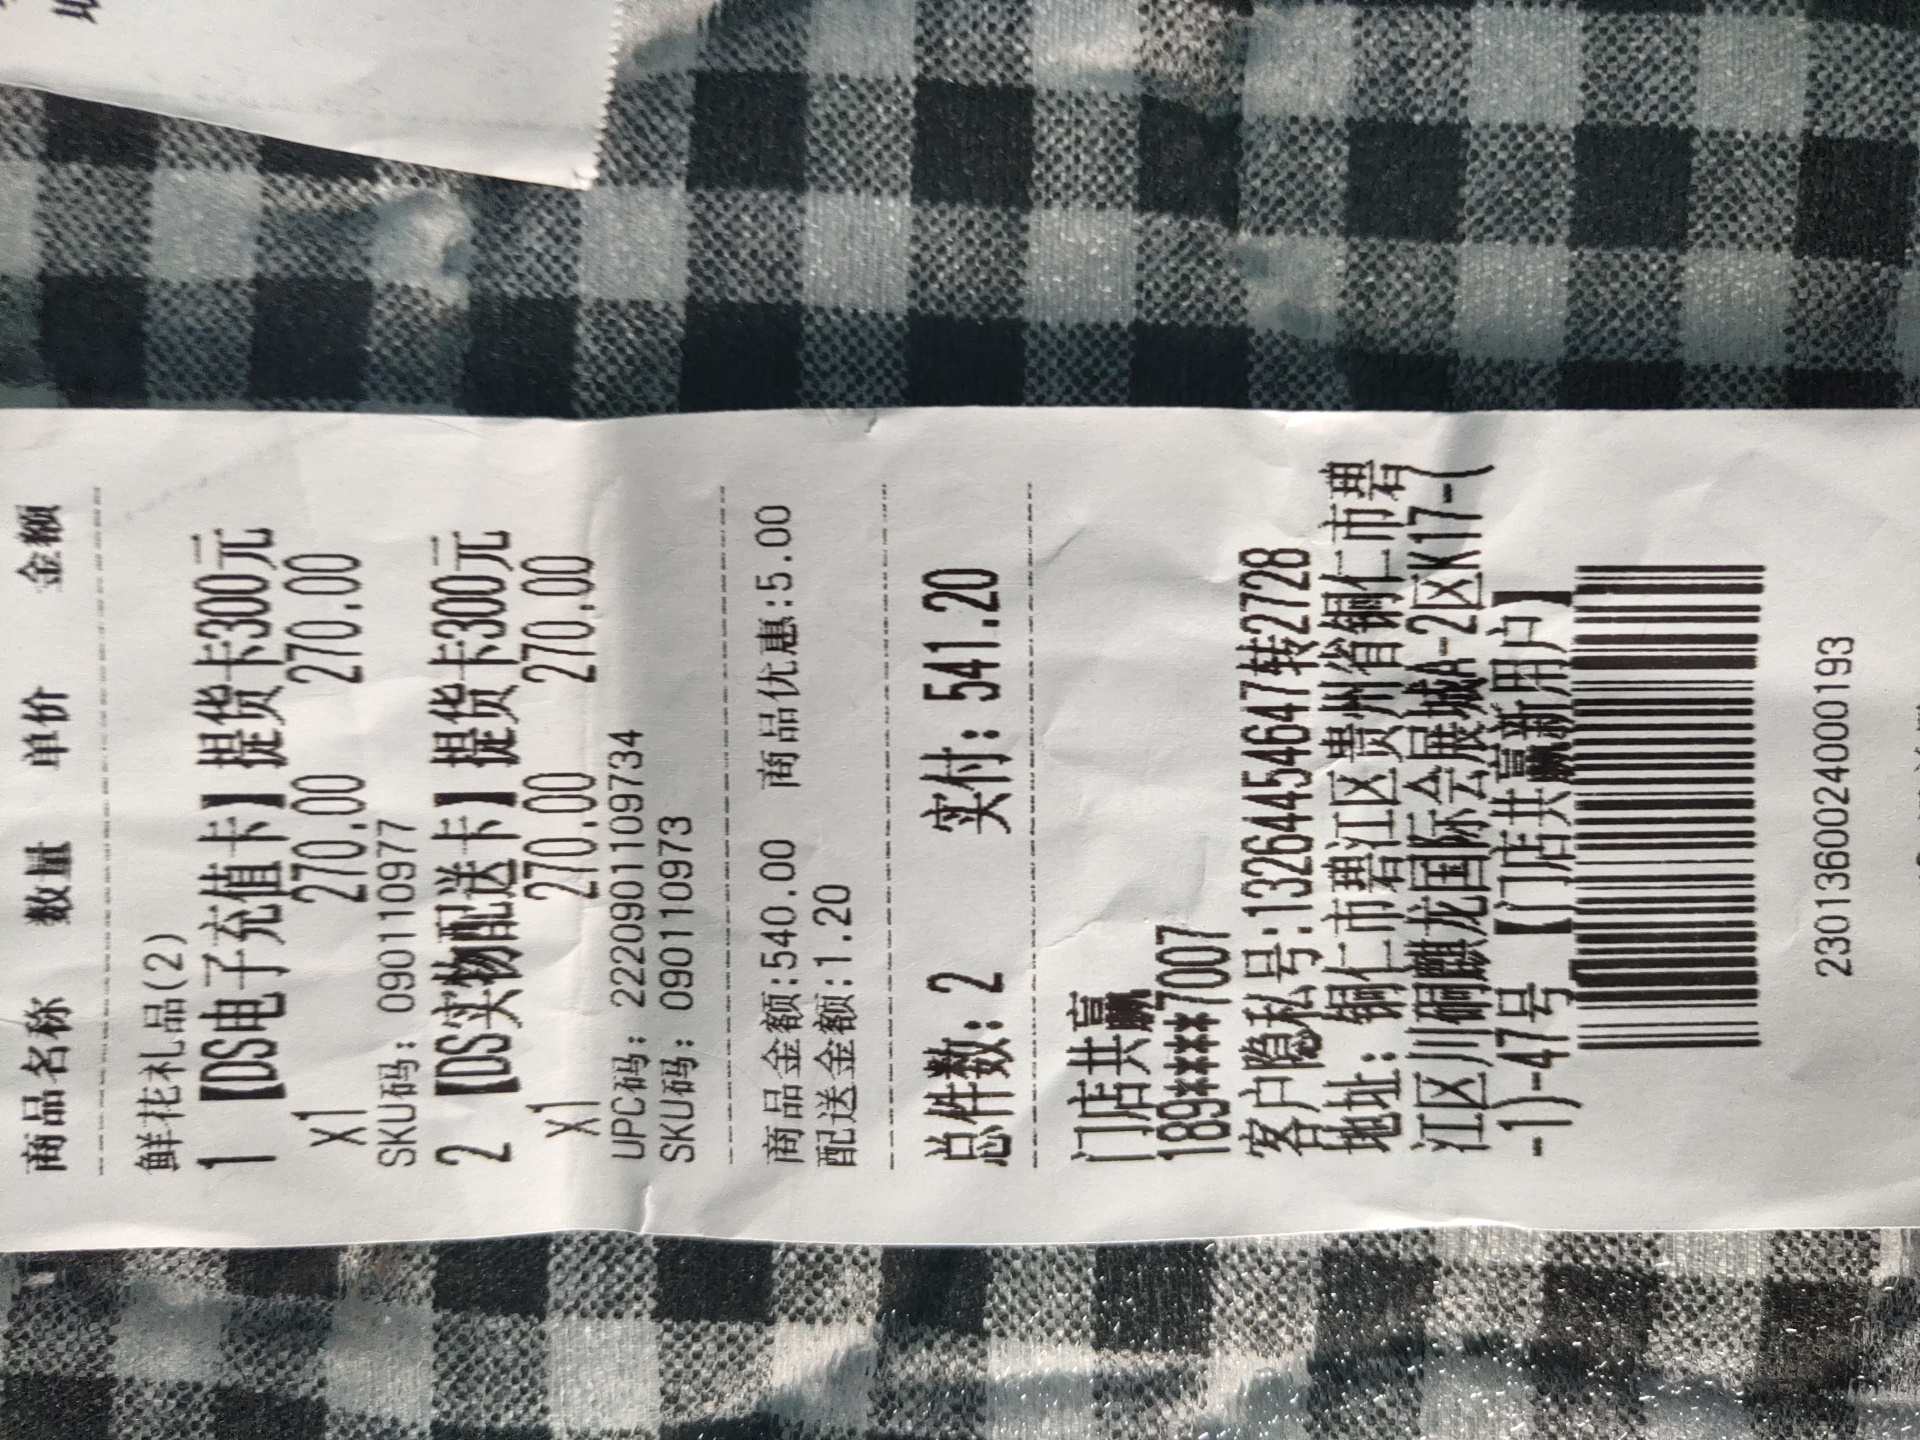 商品名称 数量 单价 金额
鲜花礼品(2)
1 【DS电子充值卡】提货卡300元
x1 270.00 270.00
SKU码: 0901110977
2 【DS实物配送卡】提货卡300元
x1 270.00 270.00
UPC码: 2220901109734
SKU码: 0901110973
商品金额:540.00 商品优惠:5.00
配送金额:1.20
总件数: 2 实付: 541.20
门店共赢
189****7007
客户隐私号:13264454647转2728
地址: 铜仁市碧江区贵州省铜仁市碧
江区川硐麒龙国际会展城A-2区K17-(
-1)-47号 【门店共赢新用户】
2301360024000193